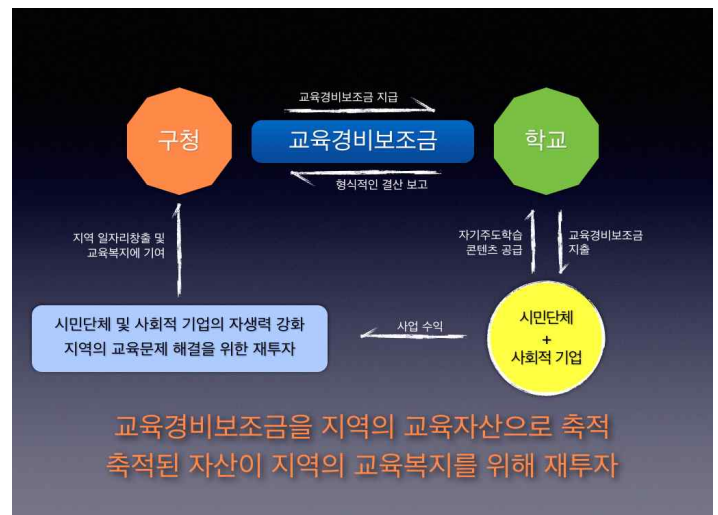 교육경비보조금 지급
구청
교육경비보조금
학교
형식적인 결산 보고
지역 일자리창출 및
교육복지에 기여
자기주도학습
콘텐츠 공급
교육경비보조금
지출
시민단체 및 사회적 기업의 자생력 강화
지역의 교육문제 해결을 위한 재투자
사업 수익
시민단체
+
사회적 기업
교육경비보조금을 지역의 교육자산으로 축적
축적된 자산이 지역의 교육복지를 위해 재투자